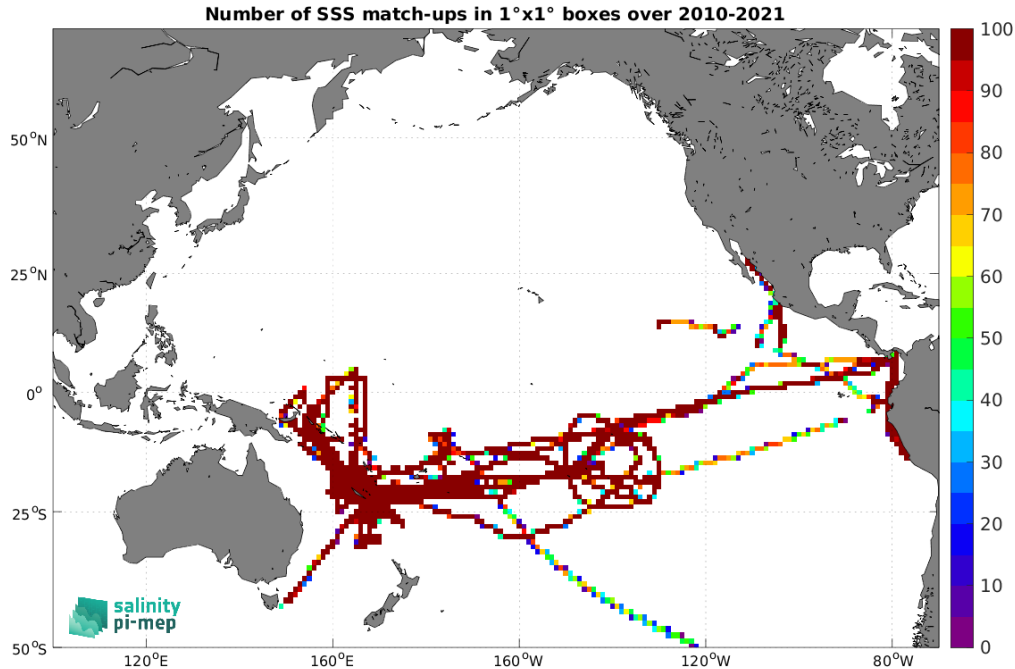 Number of SSS match-ups in 1°x1° boxes over 2010-2021
100
90
80
70
60
50
40
30
20
10
0
50°N
25°N
0°
25°S
50°S
120°E
160°E
160°W
120°W
80°W
salinity
pi-mep